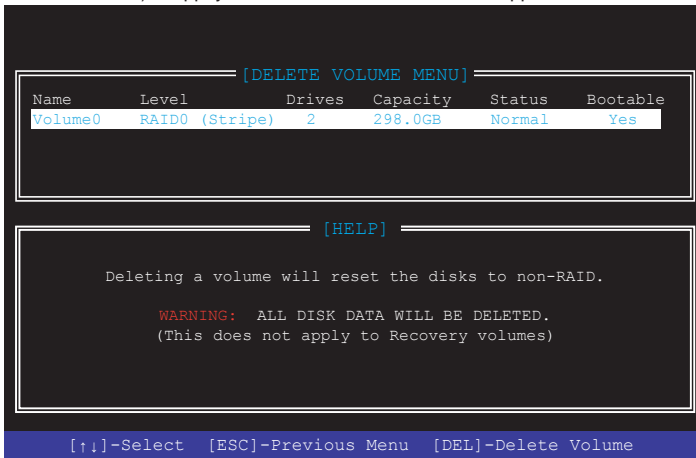 [DELETE VOLUME MENU]
Name Level Drives Capacity Status Bootable
Volume0 RAID0 (Stripe) 2 298.0GB Normal Yes
[HELP]
Deleting a volume will reset the disks to non-RAID.
WARNING: ALL DISK DATA WILL BE DELETED.
(This does not apply to Recovery volumes)
[↑↓]-Select [ESC]-Previous Menu [DEL]-Delete Volume